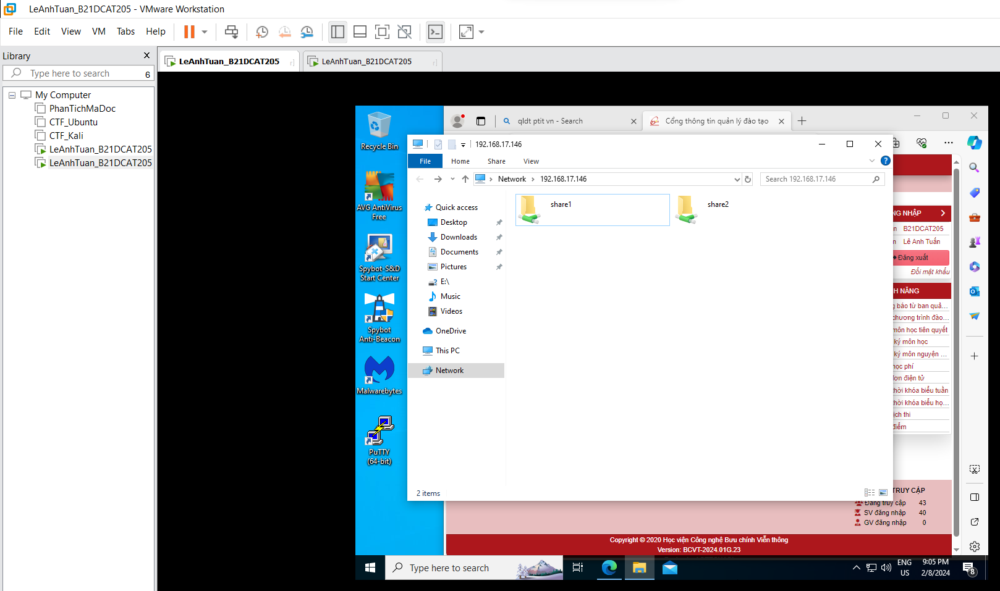 LeAnhTuan_B21DCAT205 - VMware Workstation
File Edit View VM Tabs Help
Library
Type here to search
6
My Computer
PhanTichMaDoc
CTF_Ubuntu
CTF_Kali
LeAnhTuan_B21DCAT205
LeAnhTuan_B21DCAT205
LeAnhTuan_B21DCAT205
LeAnhTuan_B21DCAT205
Recycle Bin
AVG AntiVirus
Free
Spybot-S&D
Start Center
Spybot
Anti-Beacon
Malwarebytes
PuTTY
(64-bit)
qldt ptit vn - Search
Cổng thông tin quản lý đào tạo
192.168.17.146
File Home Share View
Network > 192.168.17.146
Search 192.168.17.146
Quick access
Desktop
Downloads
Documents
Pictures
E:\
Music
Videos
OneDrive
This PC
Network
share1
share2
2 items
NHẬP
B21DCAT205
Lê Anh Tuấn
Đăng xuất
Đổi mật khẩu
NĂNG
báo từ ban quả...
chương trình đào...
môn học tiên quyết
ký môn học
ký môn nguyên ...
học phí
đơn điện tử
thời khóa biểu tuần
thời khóa biểu họ...
lịch thi
điểm
TRUY CẬP
Đang truy cập 43
SV đăng nhập 40
GV đăng nhập 0
Copyright © 2020 Học viện Công nghệ Bưu chính Viễn thông
Version: BCVT-2024.01G.23
Type here to search
ENG
US
9:05 PM
2/8/2024
8